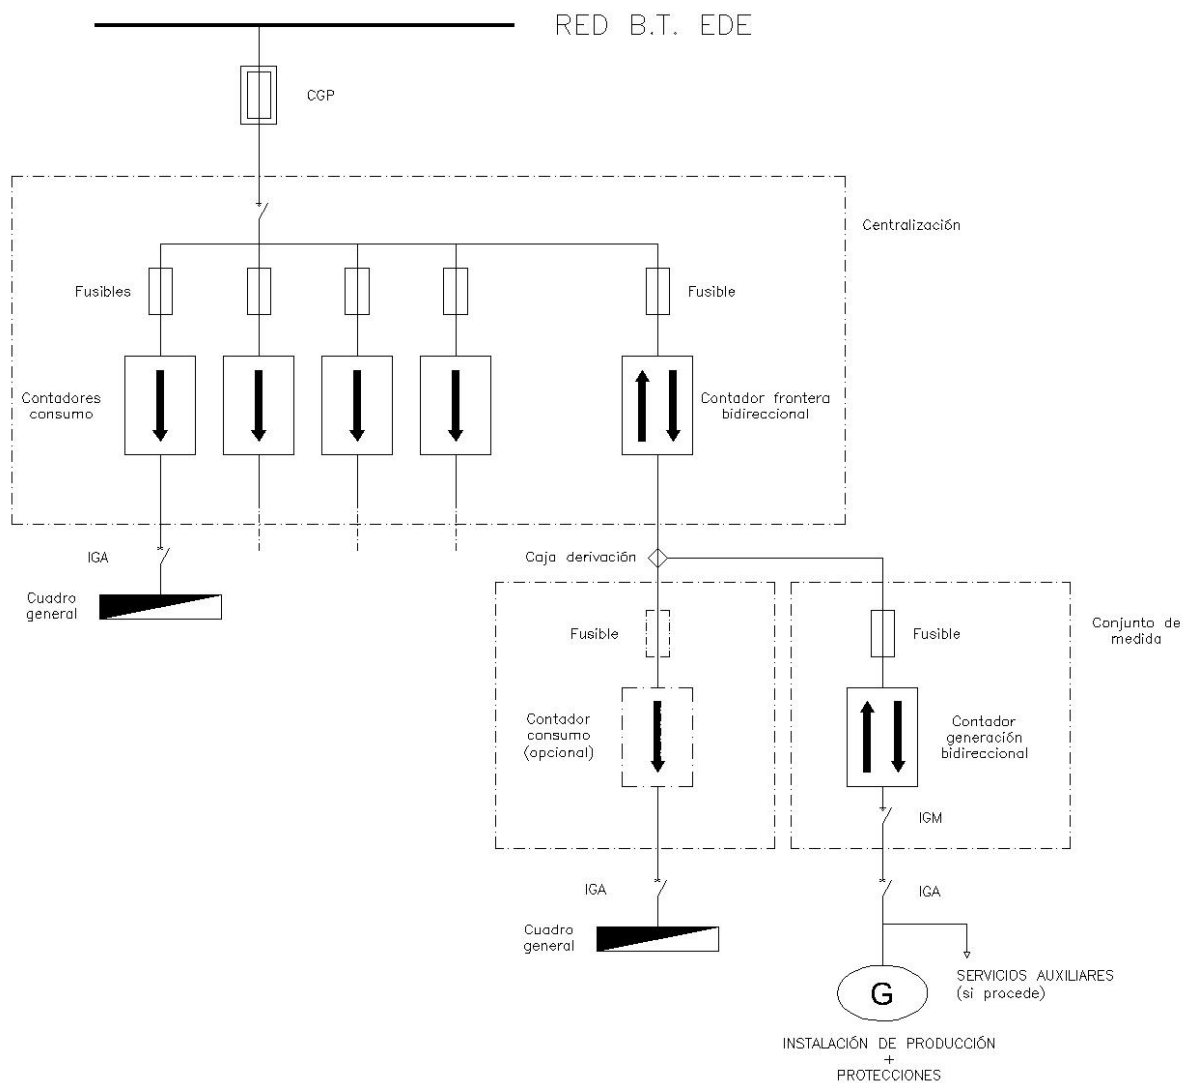 RED B.T. EDE
CGP
Centralización
Fusibles
Fusible
Contadores
consumo
Contador frontera
bidireccional
IGA
Cuadro
general
Caja derivación
Fusible
Fusible
Conjunto de
medida
Contador
consumo
(opcional)
Contador
generación
bidireccional
IGM
IGA
IGA
Cuadro
general
SERVICIOS AUXILIARES
(si procede)
G
INSTALACIÓN DE PRODUCCIÓN
+
PROTECCIONES